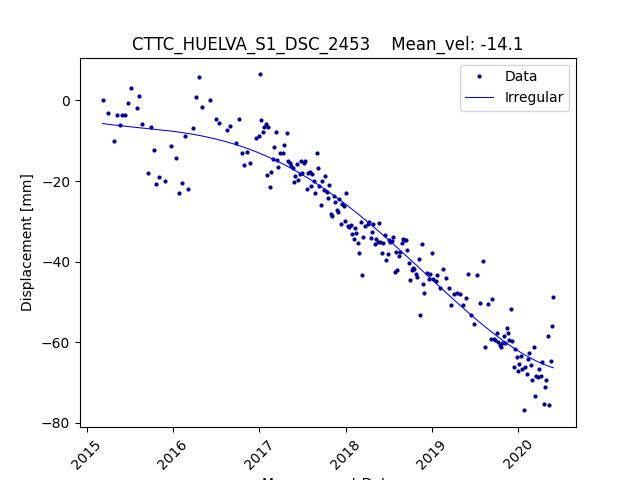 CTTC_HUELVA_S1_DSC_2453    Mean_vel: -14.1
Data
Irregular
0
−20
−40
−60
−80
Displacement [mm]
2015
2016
2017
2018
2019
2020